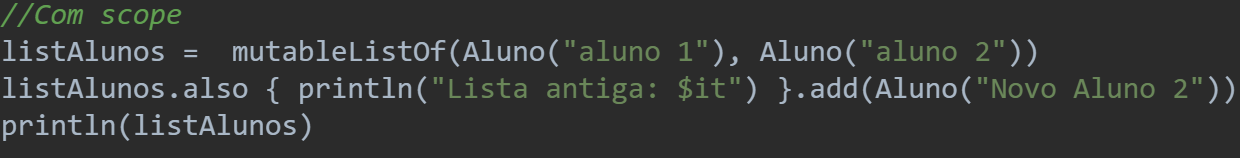 //Com scope
listAlunos =  mutableListOf(Aluno("aluno 1"), Aluno("aluno 2"))
listAlunos.also { println("Lista antiga: $it") }.add(Aluno("Novo Aluno 2"))
println(listAlunos)